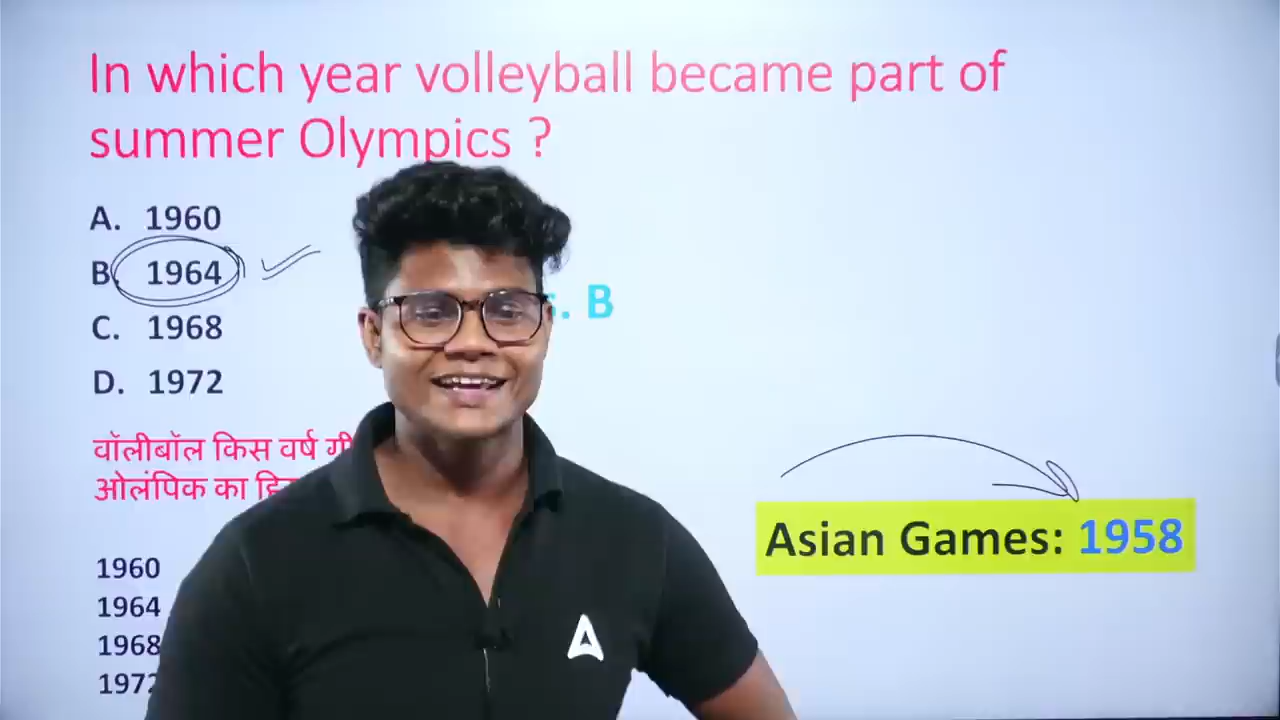 In which year volleyball became part of
summer Olympics ?
A. 1960
B. 1964
C. 1968
D. 1972
. B
वॉलीबॉल किस वर्ष
ओलंपिक का
1960
1964
1968
1972
Asian Games: 1958